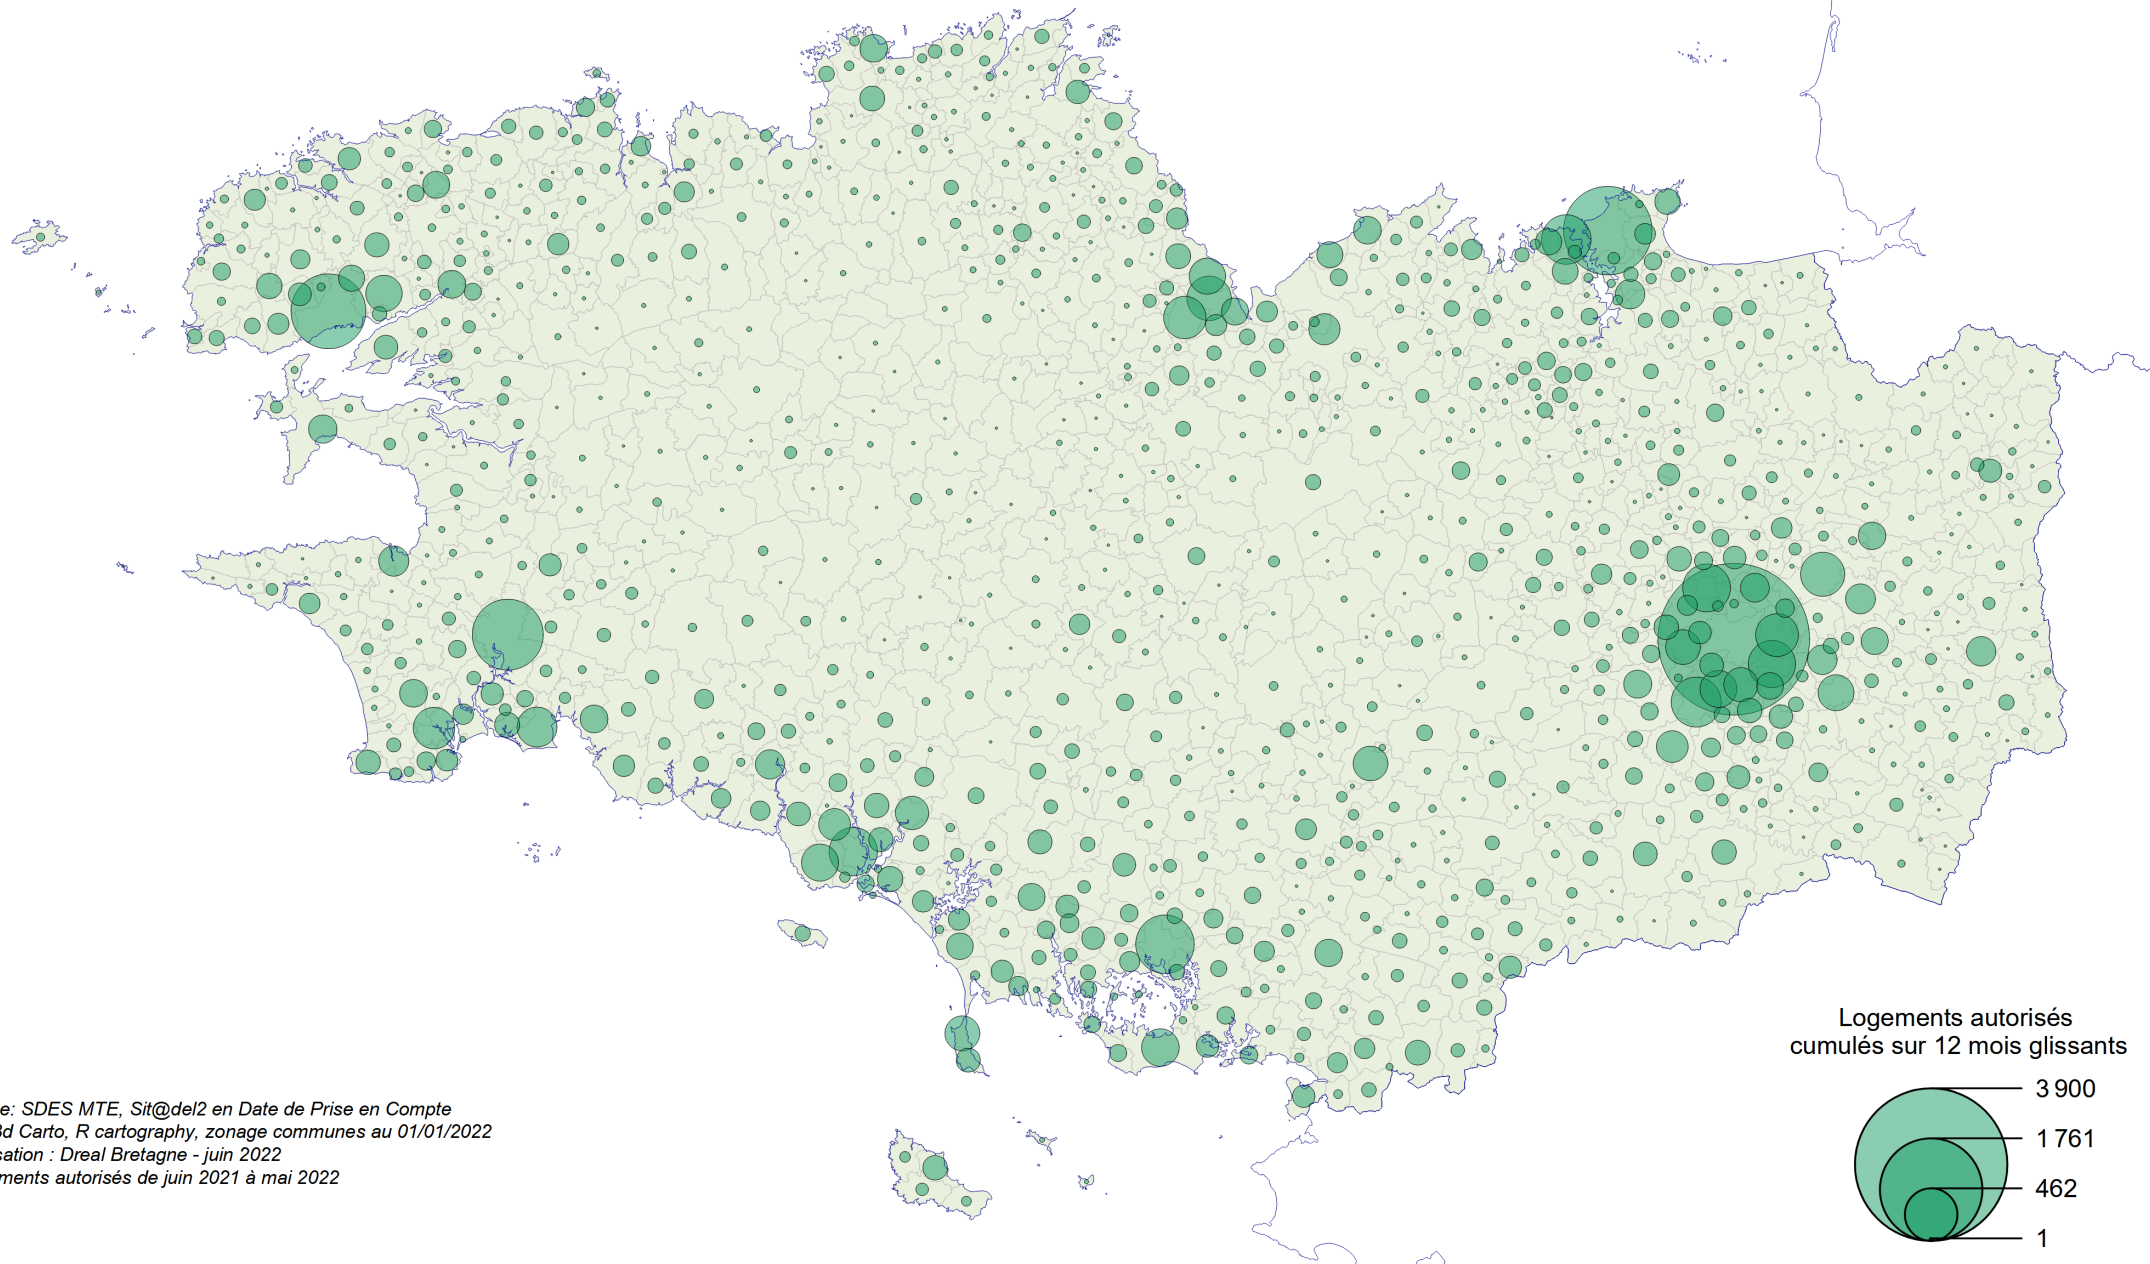 Logements autorisés
cumulés sur 12 mois glissants
3 900
1 761
462
1
e: SDES MTE, Sit@del2 en Date de Prise en Compte
d Carto, R cartography, zonage communes au 01/01/2022
sation : Dreal Bretagne - juin 2022
ments autorisés de juin 2021 à mai 2022